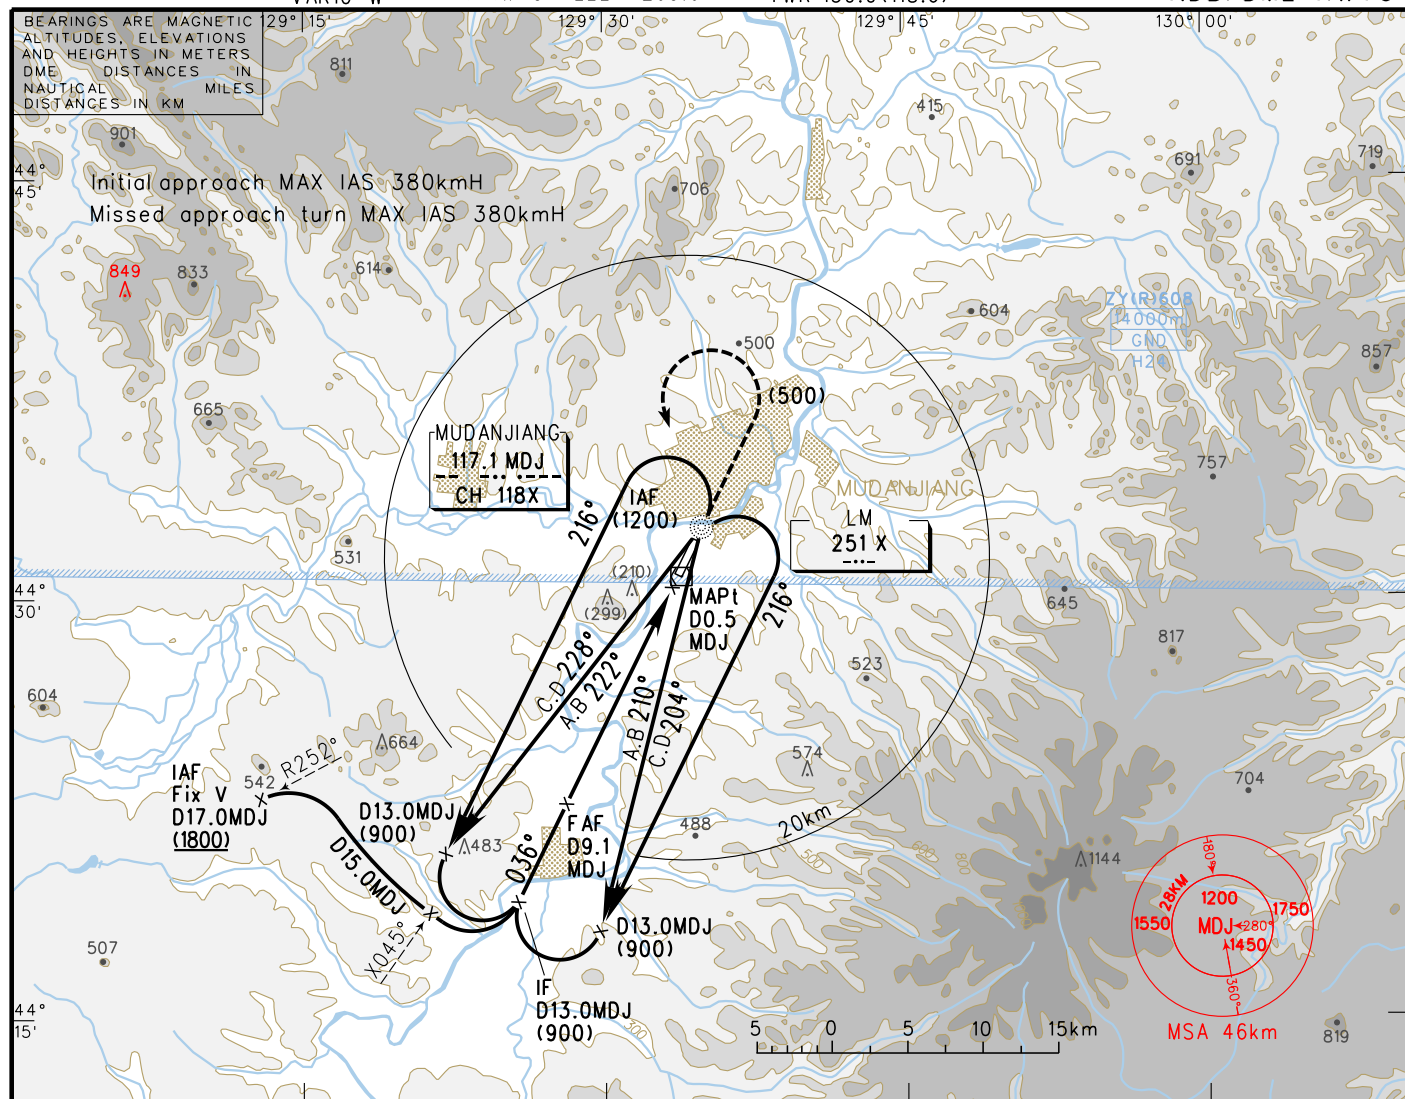 129° 15'
129° 30'
129° 45'
130° 00'
BEARINGS ARE MAGNETIC
ALTITUDES, ELEVATIONS
AND HEIGHTS IN METERS
DME DISTANCES IN
NAUTICAL MILES
DISTANCES IN KM
811
415
901
691
719
44°
45'
Initial approach MAX IAS 380kmH
Missed approach turn MAX IAS 380kmH
706
849
833
614
604
ZY(R)608
14000m
GND
H24
500
857
665
(500)
MUDANJIANG
117.1 MDJ
CH 118X
757
MUDANJIANG
IAF
(1200)
216°
LM
251 X
531
(210)
(299)
44°
30'
MAPt
D0.5
MDJ
216°
645
817
523
C.D 228°
A.B 222°
A.B 210°
C.D 204°
604
664
574
704
R252°
542
IAF
Fix V
D17.0MDJ
(1800)
D13.0MDJ
(900)
483
488
20km
FAF
D9.1
MDJ
036°
D15.0MDJ
500
600
800
1144
180°
28KM
1200
1550
1750
MDJ
280°
1450
360°
MSA 46km
D13.0MDJ
(900)
507
X045°
IF
D13.0MDJ
(900)
300
44°
15'
5 0 5 10 15km
819